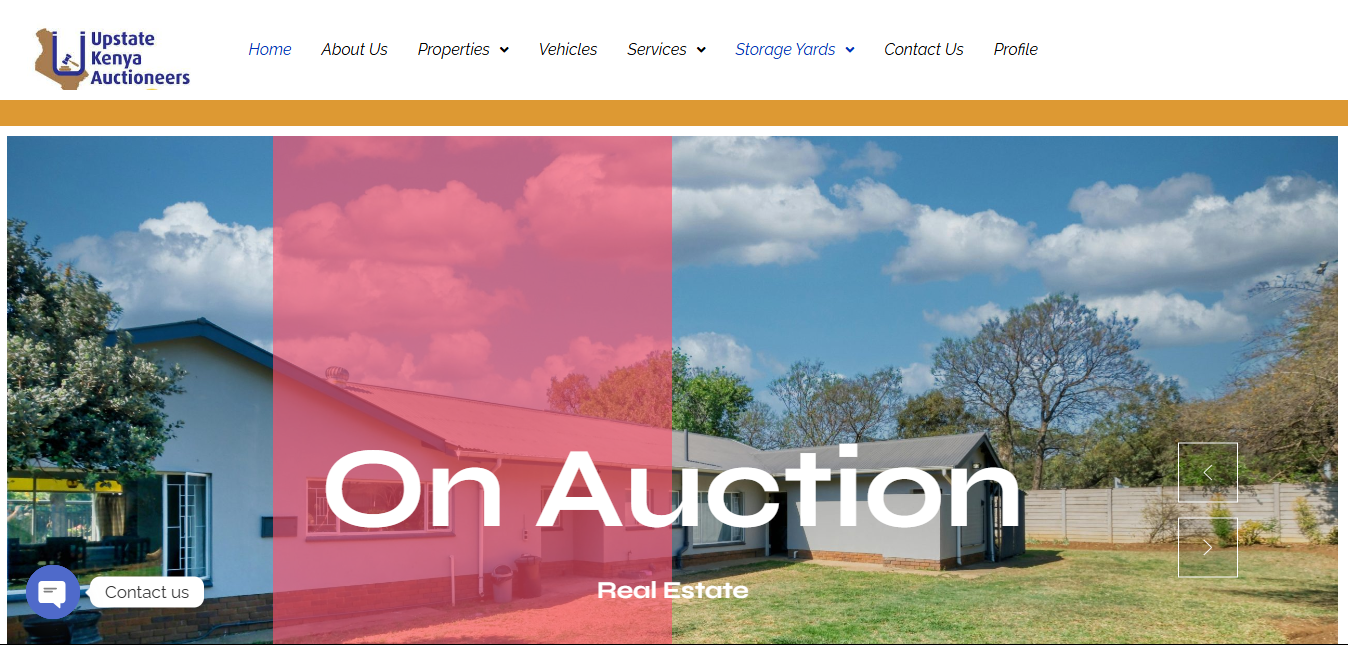 Upstate
Kenya
Auctioneers
Home About Us Properties Vehicles Services Storage Yards Contact Us Profile
On Auction
Real Estate
Contact us